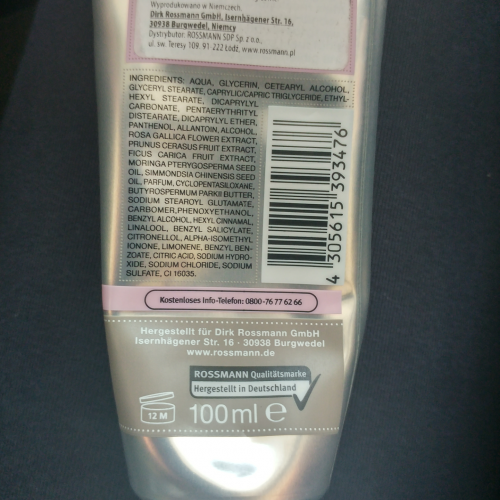 Wyprodukowano w Niemczech.
Dirk Rossmann GmbH, Isernhägener Str. 16,
30938 Burgwedel, Niemcy
Dystrybutor: ROSSMANN SDP Sp. z o.o.,
ul. św. Teresy 109, 91-222 Łódź, www.rossmann.pl
INGREDIENTS: AQUA, GLYCERIN, CETEARYL ALCOHOL,
GLYCERYL STEARATE, CAPRYLIC/CAPRIC TRIGLYCERIDE, ETHYL-
HEXYL STEARATE, DICAPRYLYL
CARBONATE, PENTAERYTHRITYL
DISTEARATE, DICAPRYLYL ETHER,
PANTHENOL, ALLANTOIN, ALCOHOL,
ROSA GALLICA FLOWER EXTRACT,
PRUNUS CERASUS FRUIT EXTRACT,
FICUS CARICA FRUIT EXTRACT,
MORINGA PTERYGOSPERMA SEED
OIL, SIMMONDSIA CHINENSIS SEED
OIL, PARFUM, CYCLOPENTASILOXANE,
BUTYROSPERMUM PARKII BUTTER,
SODIUM STEAROYL GLUTAMATE,
CARBOMER,PHENOXYETHANOL,
BENZYL ALCOHOL, HEXYL CINNAMAL,
LINALOOL, BENZYL SALICYLATE,
CITRONELLOL, ALPHA-ISOMETHYL
IONONE, LIMONENE, BENZYL BEN-
ZOATE, CITRIC ACID, SODIUM HYDRO-
XIDE, SODIUM CHLORIDE, SODIUM
SULFATE, CI 16035.
4 305615 393476
Kostenloses Info-Telefon: 0800-76 77 62 66
Hergestellt für Dirk Rossmann GmbH
Isernhägener Str. 16 · 30938 Burgwedel
www.rossmann.de
ROSSMANN Qualitätsmarke
Hergestellt in Deutschland
12 M
100 ml e